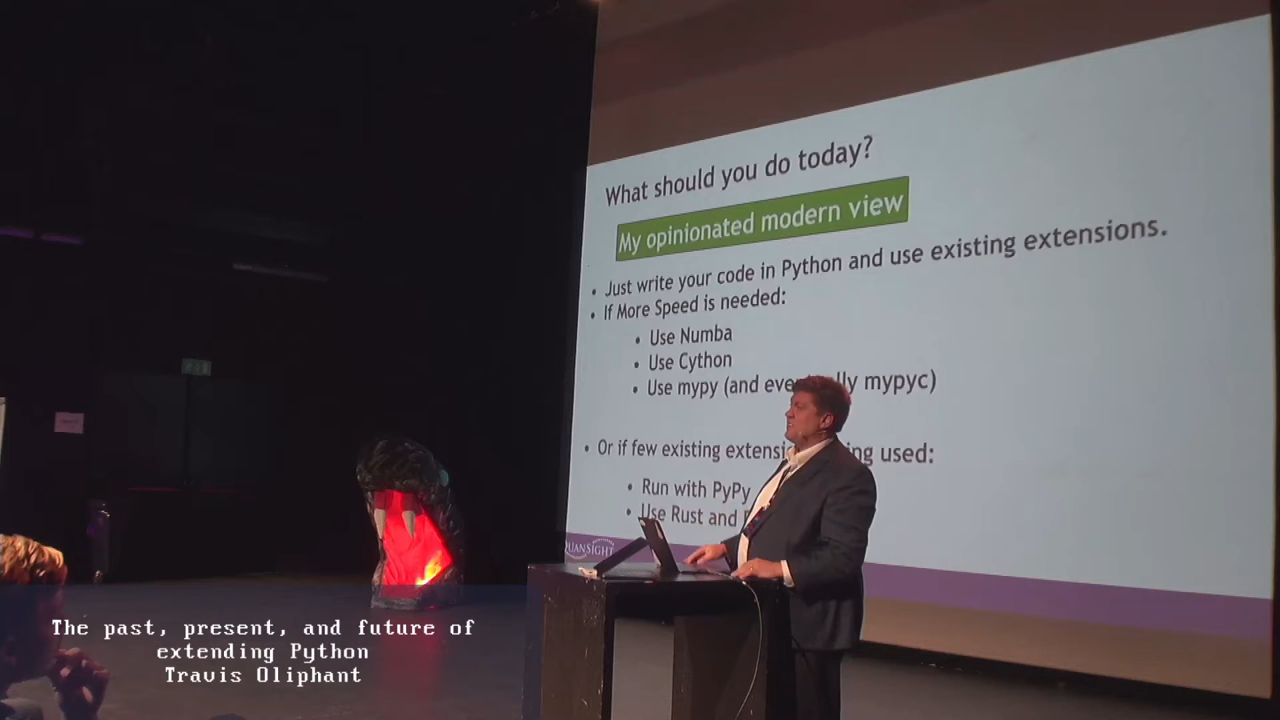 What should you do today?
My opinionated modern view
• Just write your code in Python and use existing extensions.
• If More Speed is needed:
• Use Numba
• Use Cython
• Use mypy (and mypyc)
• Or if few existing used:
• Run with PyPy
• Use Rust and
QUANSIGHT
The past, present, and future of
extending Python
Travis Oliphant